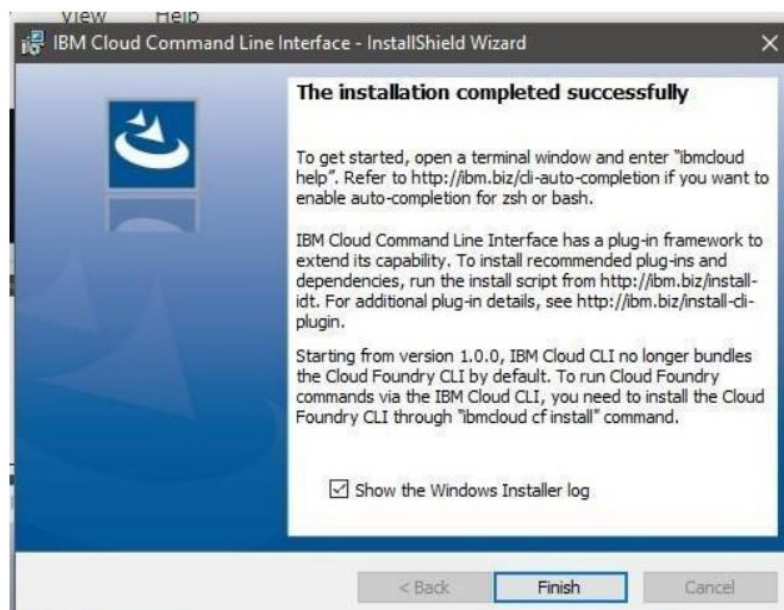 View Help
IBM Cloud Command Line Interface - InstallShield Wizard
The installation completed successfully
To get started, open a terminal window and enter "ibmcloud
help". Refer to http://ibm.biz/cli-auto-completion if you want to
enable auto-completion for zsh or bash.
IBM Cloud Command Line Interface has a plug-in framework to
extend its capability. To install recommended plug-ins and
dependencies, run the install script from http://ibm.biz/install-
idt. For additional plug-in details, see http://ibm.biz/install-cli-
plugin.
Starting from version 1.0.0, IBM Cloud CLI no longer bundles
the Cloud Foundry CLI by default. To run Cloud Foundry
commands via the IBM Cloud CLI, you need to install the Cloud
Foundry CLI through "ibmcloud cf install" command.
Show the Windows Installer log
< Back Finish Cancel